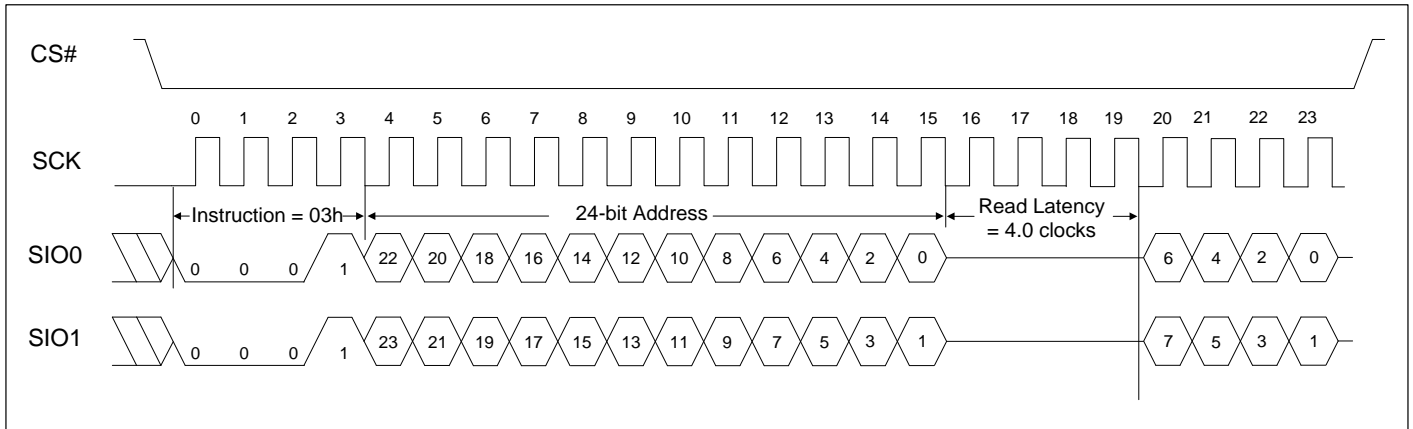 CS#
0 1 2 3 4 5 6 7 8 9 10 11 12 13 14 15 16 17 18 19 20 21 22 23
SCK
Instruction = 03h
24-bit Address
Read Latency
= 4.0 clocks
SIO0
0 0 0 1 22 20 18 16 14 12 10 8 6 4 2 0 6 4 2 0
SIO1
0 0 0 1 23 21 19 17 15 13 11 9 7 5 3 1 7 5 3 1